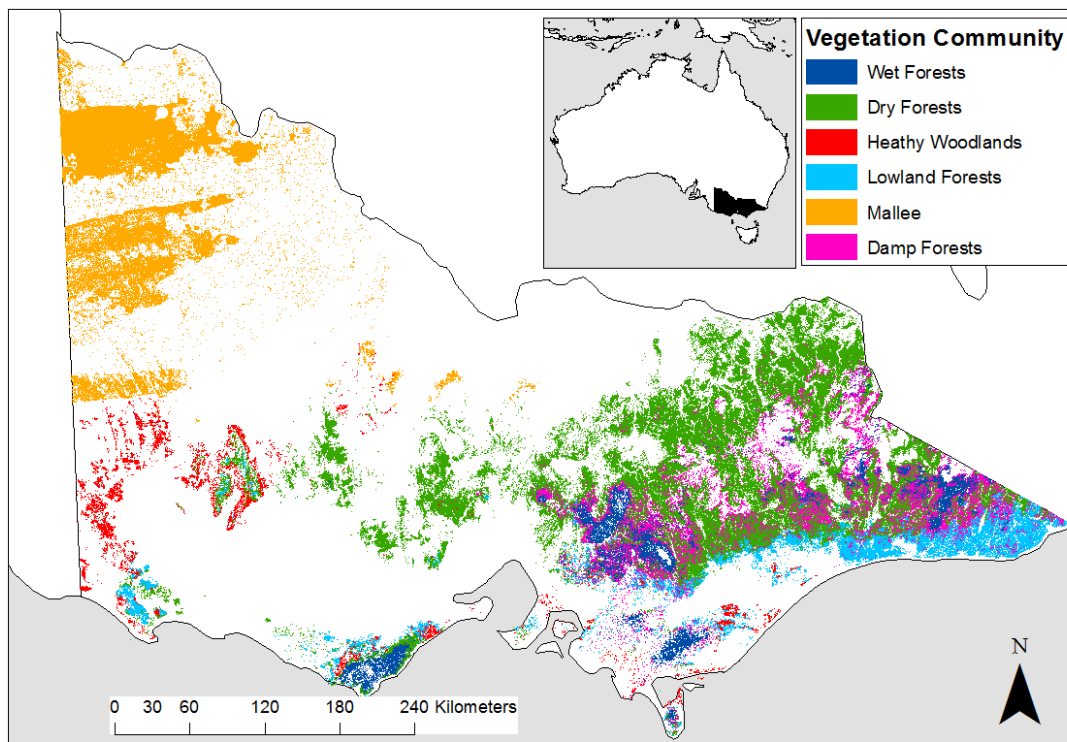 Vegetation Community
Wet Forests
Dry Forests
Heathy Woodlands
Lowland Forests
Mallee
Damp Forests
0 30 60 120 180 240 Kilometers
N